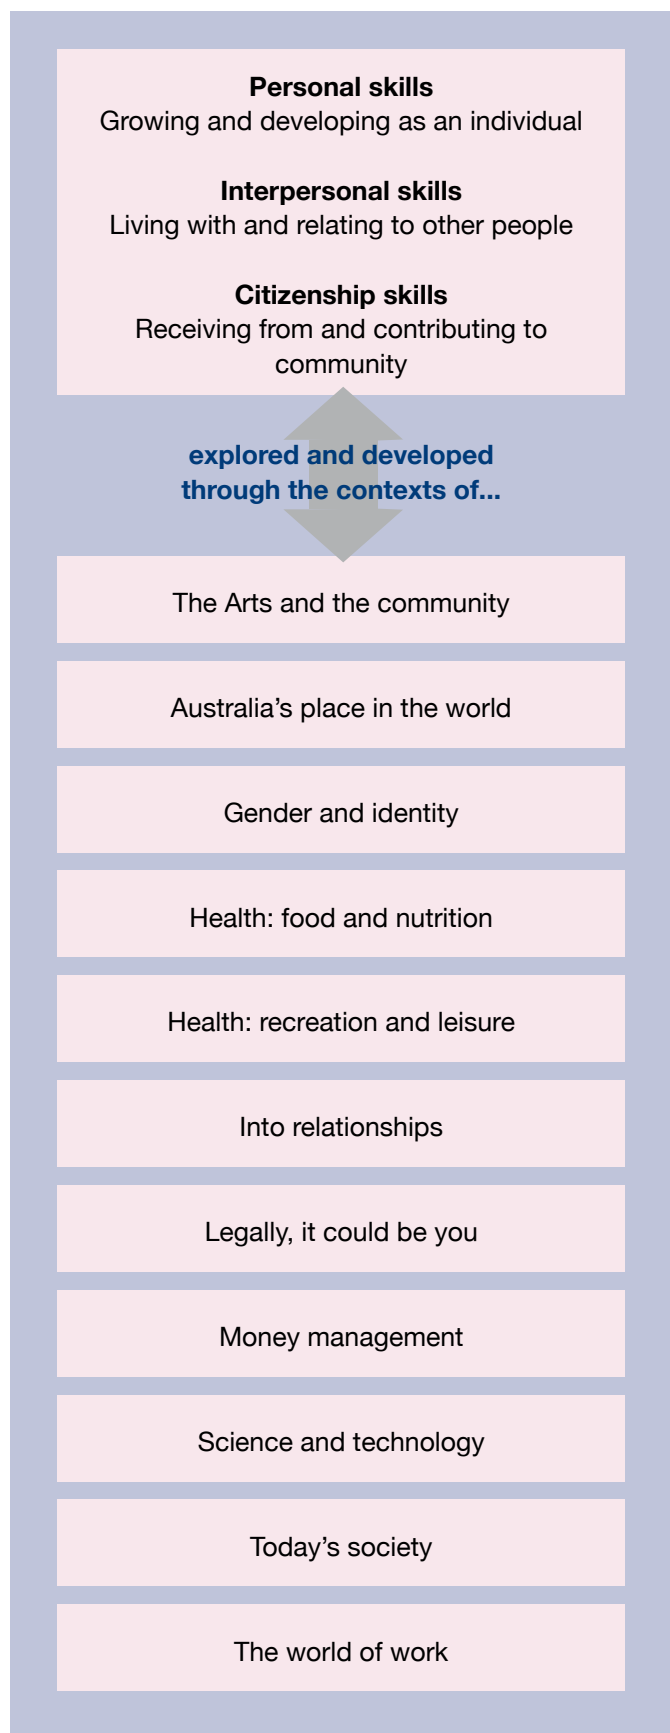 Personal skills
Growing and developing as an individual
Interpersonal skills
Living with and relating to other people
Citizenship skills
Receiving from and contributing to
community
explored and developed
through the contexts of...
The Arts and the community
Australia’s place in the world
Gender and identity
Health: food and nutrition
Health: recreation and leisure
Into relationships
Legally, it could be you
Money management
Science and technology
Today’s society
The world of work